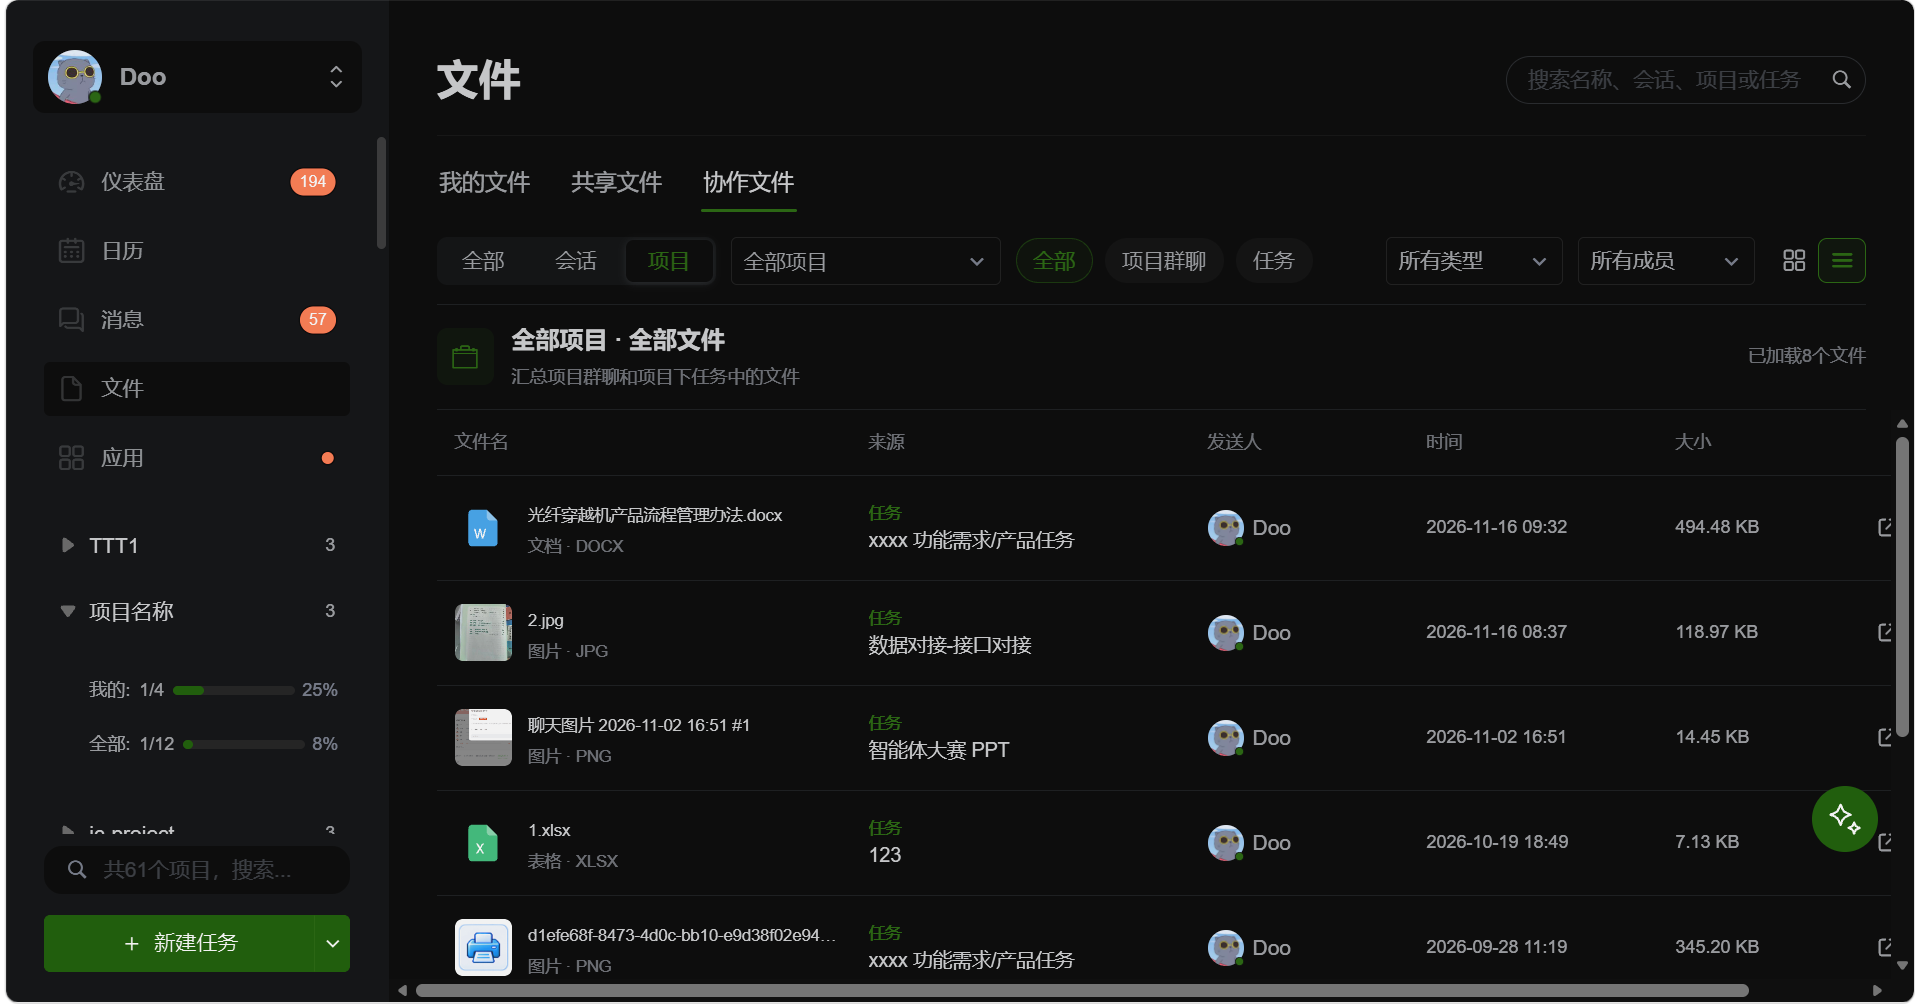 Doo
仪表盘
194
日历
消息
57
文件
应用
TTT1
3
项目名称
3
我的: 1/4
25%
全部: 1/12
8%
ic project
3
共61个项目，搜索...
+ 新建任务
文件
搜索名称、会话、项目或任务
我的文件
共享文件
协作文件
全部
会话
项目
全部项目
全部
项目群聊
任务
所有类型
所有成员
全部项目 · 全部文件
汇总项目群聊和项目下任务中的文件
已加载8个文件
文件名
来源
发送人
时间
大小
光纤穿越机产品流程管理办法.docx
文档 · DOCX
任务
xxxx 功能需求/产品任务
Doo
2026-11-16 09:32
494.48 KB
2.jpg
图片 · JPG
任务
数据对接-接口对接
Doo
2026-11-16 08:37
118.97 KB
聊天图片 2026-11-02 16:51 #1
图片 · PNG
任务
智能体大赛 PPT
Doo
2026-11-02 16:51
14.45 KB
1.xlsx
表格 · XLSX
任务
123
Doo
2026-10-19 18:49
7.13 KB
d1efe68f-8473-4d0c-bb10-e9d38f02e94...
图片 · PNG
任务
xxxx 功能需求/产品任务
Doo
2026-09-28 11:19
345.20 KB